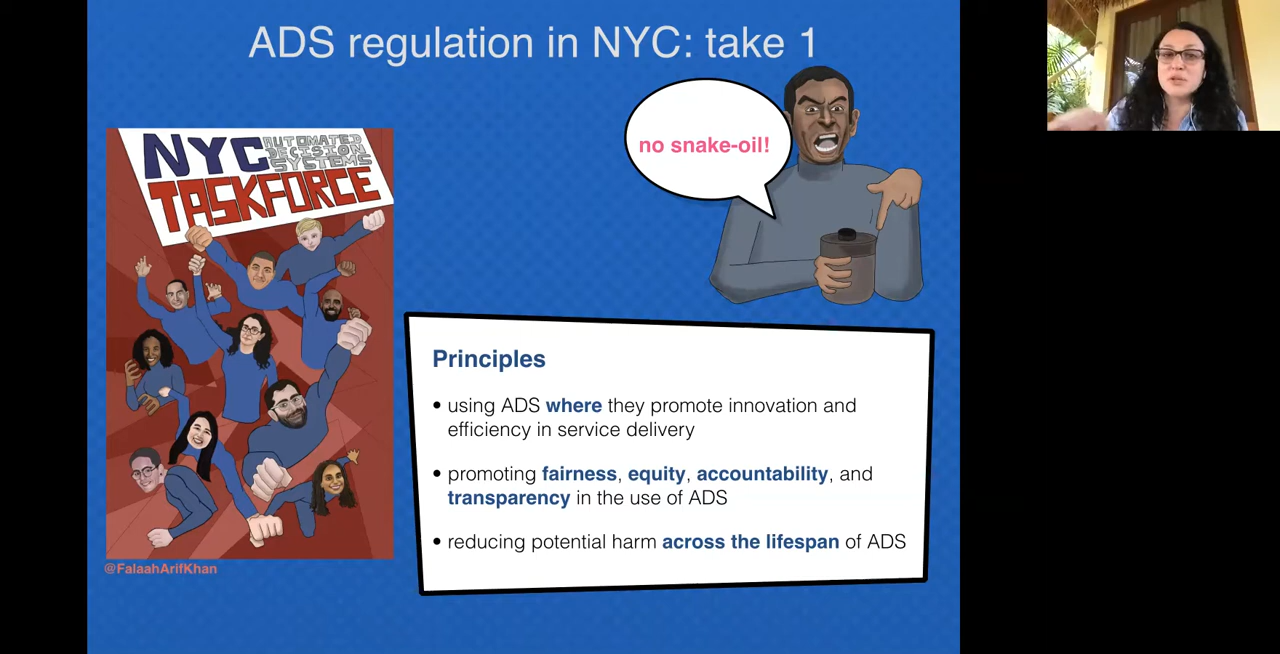 ADS regulation in NYC: take 1
no snake-oil!
NYC AUTOMATED
DECISION
SYSTEMS
TASKFORCE
Principles
• using ADS where they promote innovation and
efficiency in service delivery
• promoting fairness, equity, accountability, and
transparency in the use of ADS
• reducing potential harm across the lifespan of ADS
@FalaahArifKhan